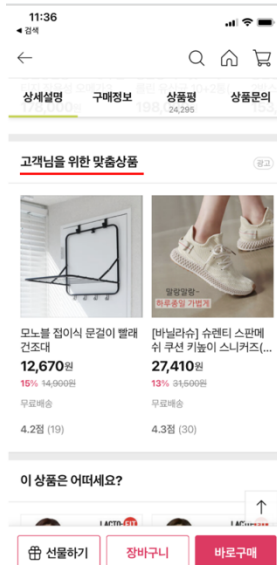 11:36
◀ 검색
상세설명 구매정보 상품평 상품문의
24,295
고객님을 위한 맞춤상품
광고
말랑말랑~
하루종일 가볍게
모노블 접이식 문걸이 빨래
건조대
[바닐라슈] 슈렌티 스판메
쉬 쿠션 키높이 스니커즈(...
12,670원
27,410원
15% 14,900원
13% 31,500원
무료배송
무료배송
4.2점 (19)
4.3점 (30)
이 상품은 어떠세요?
선물하기 장바구니 바로구매